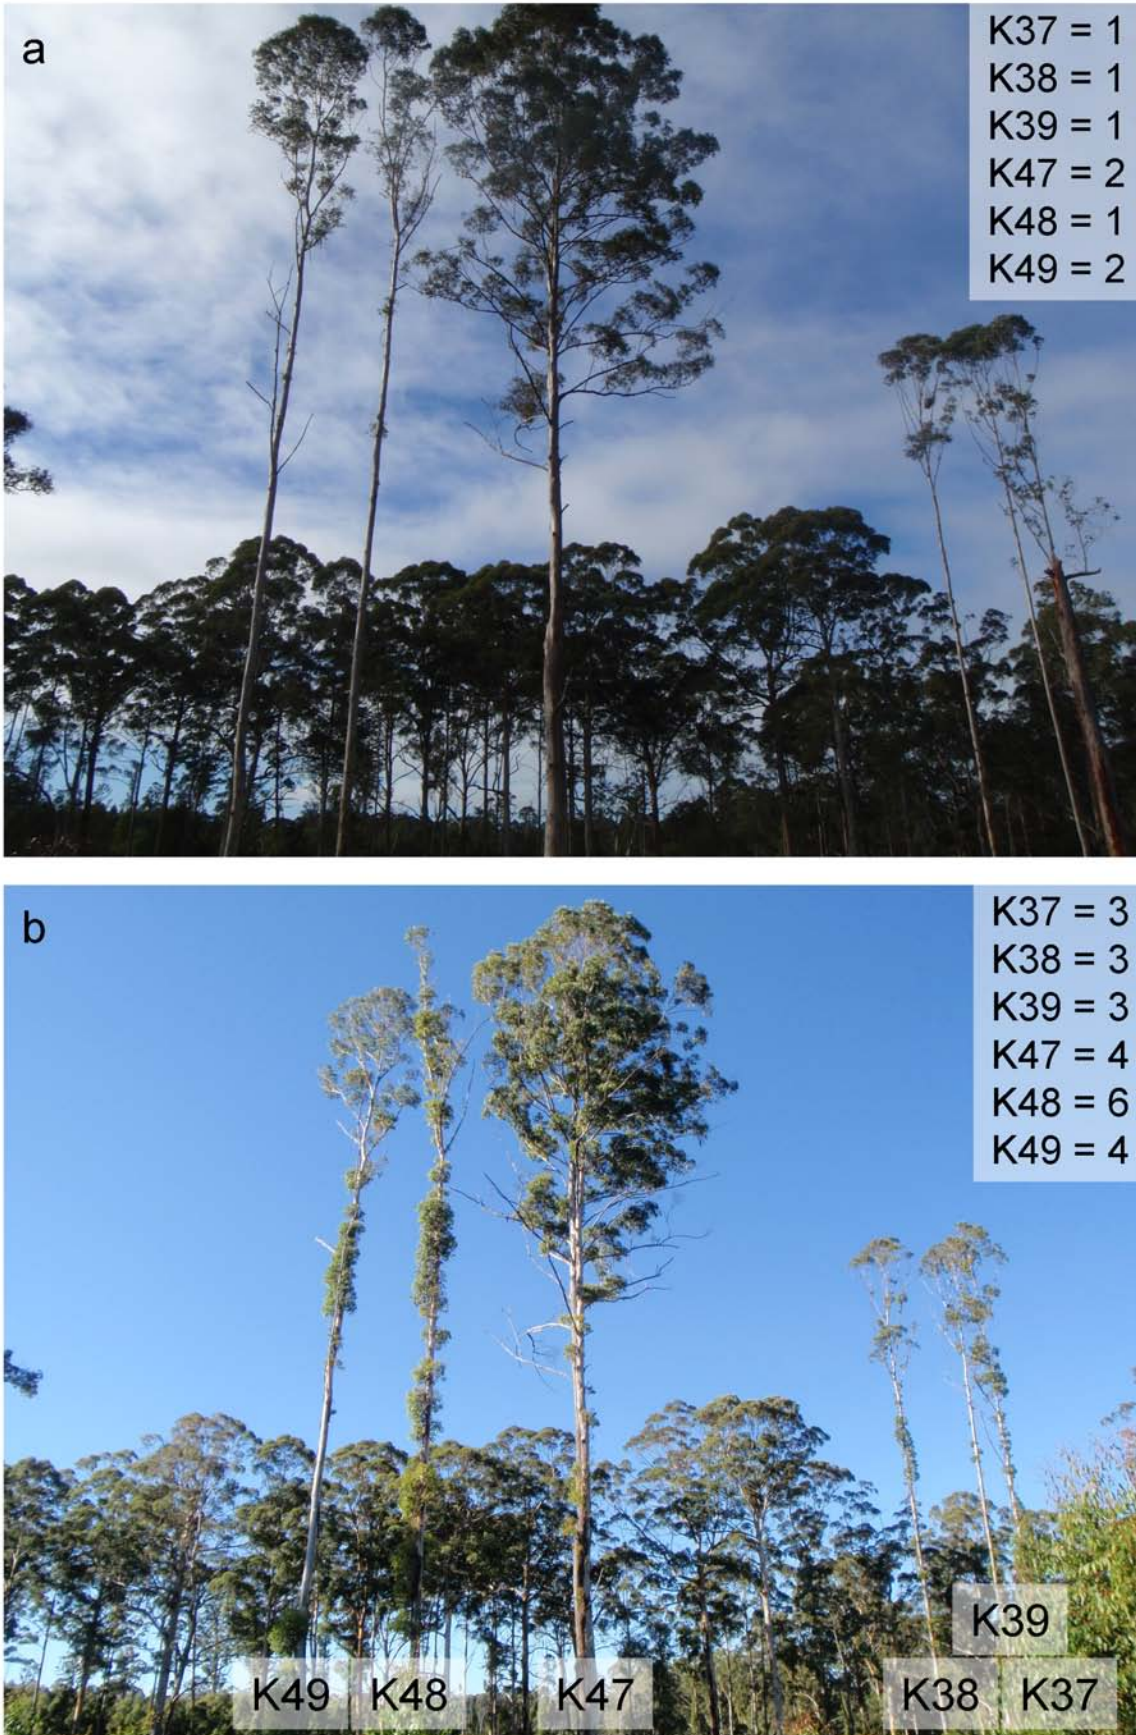 a
K37 = 1
K38 = 1
K39 = 1
K47 = 2
K48 = 1
K49 = 2
b
K37 = 3
K38 = 3
K39 = 3
K47 = 4
K48 = 6
K49 = 4
K39
K49 K48 K47 K38 K37